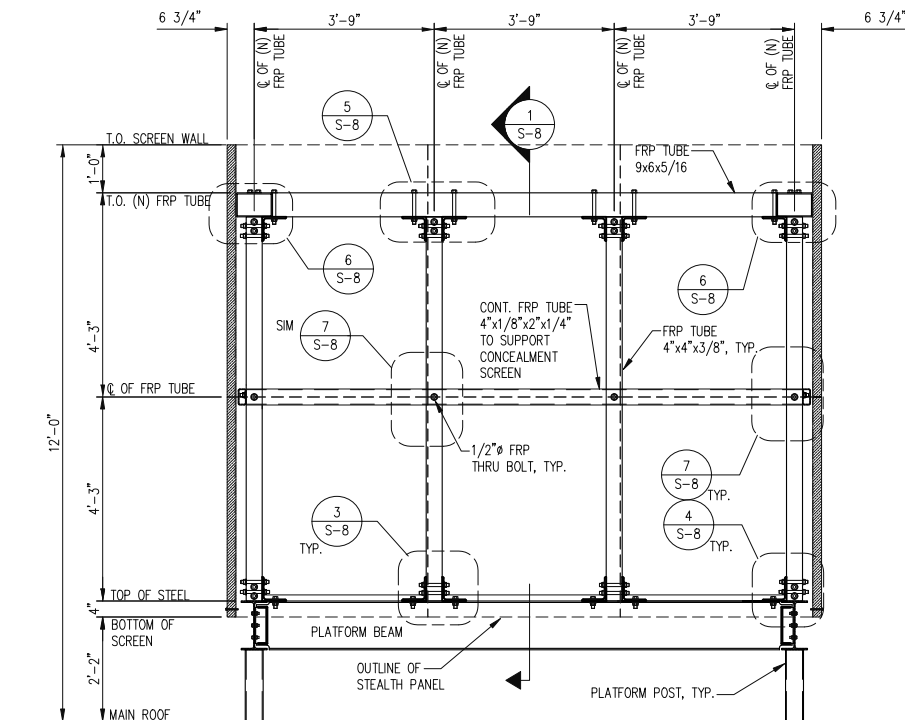 6 3/4"
3'-9"
3'-9"
3'-9"
6 3/4"
℄ OF (N)
FRP TUBE
℄ OF (N)
FRP TUBE
℄ OF (N)
FRP TUBE
℄ OF (N)
FRP TUBE
5
S-8
1
S-8
T.O. SCREEN WALL
FRP TUBE
9x6x5/16
1'-0"
T.O. (N) FRP TUBE
6
S-8
6
S-8
CONT. FRP TUBE
4"x1/8"x2"x1/4"
TO SUPPORT
CONCEALMENT
SCREEN
SIM
7
S-8
FRP TUBE
4"x4"x3/8", TYP.
4'-3"
℄ OF FRP TUBE
12'-0"
1/2"ø FRP
THRU BOLT, TYP.
7
S-8
TYP.
4'-3"
3
S-8
TYP.
4
S-8
TYP.
TOP OF STEEL
4"
BOTTOM OF
SCREEN
PLATFORM BEAM
OUTLINE OF
STEALTH PANEL
2'-2"
PLATFORM POST, TYP.
MAIN ROOF